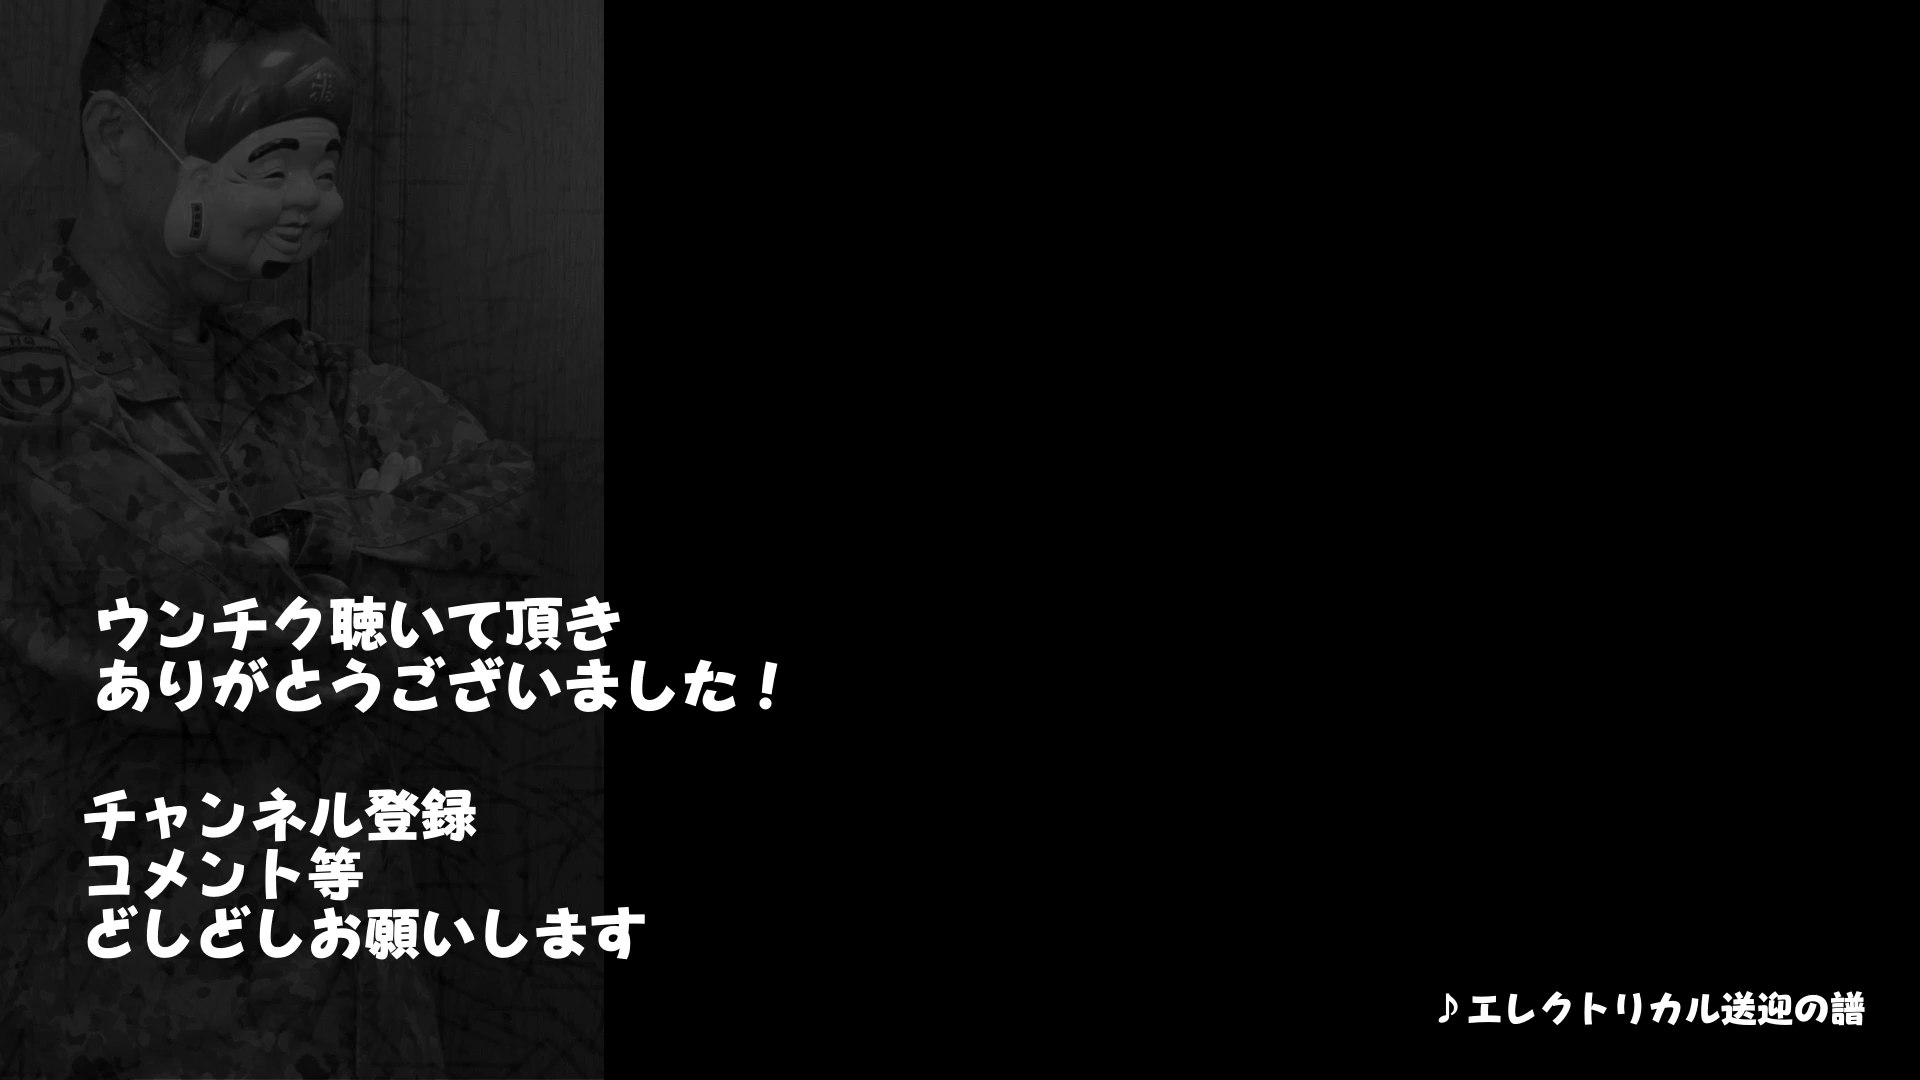 ウンチク聴いて頂き
ありがとうございました！
チャンネル登録
コメント等
どしどしお願いします
♪エレクトリカル送迎の譜
HQ